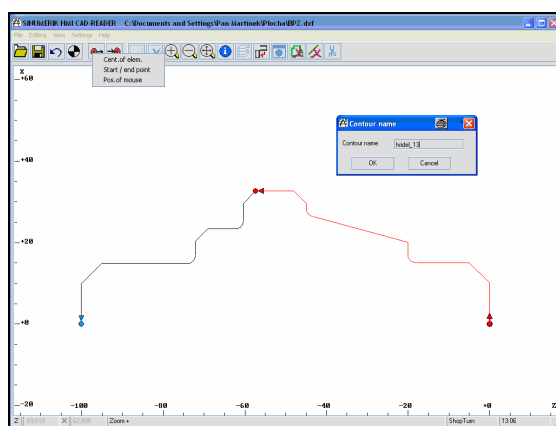 SINUMERIK HMI CAD-READER C:\Documents and Settings\Pan Martinek\Plocha\BPZ.dxf
File Editing View Settings Help
Cent.of elem.
Start / end point
Pos.of mouse
X
+60
Contour name
Contour name hridel_13
OK Cancel
+40
+20
+0
-20 -100 -80 -60 -40 -20 +0 Z
Z X Zoom+ ShopTurn 13:06